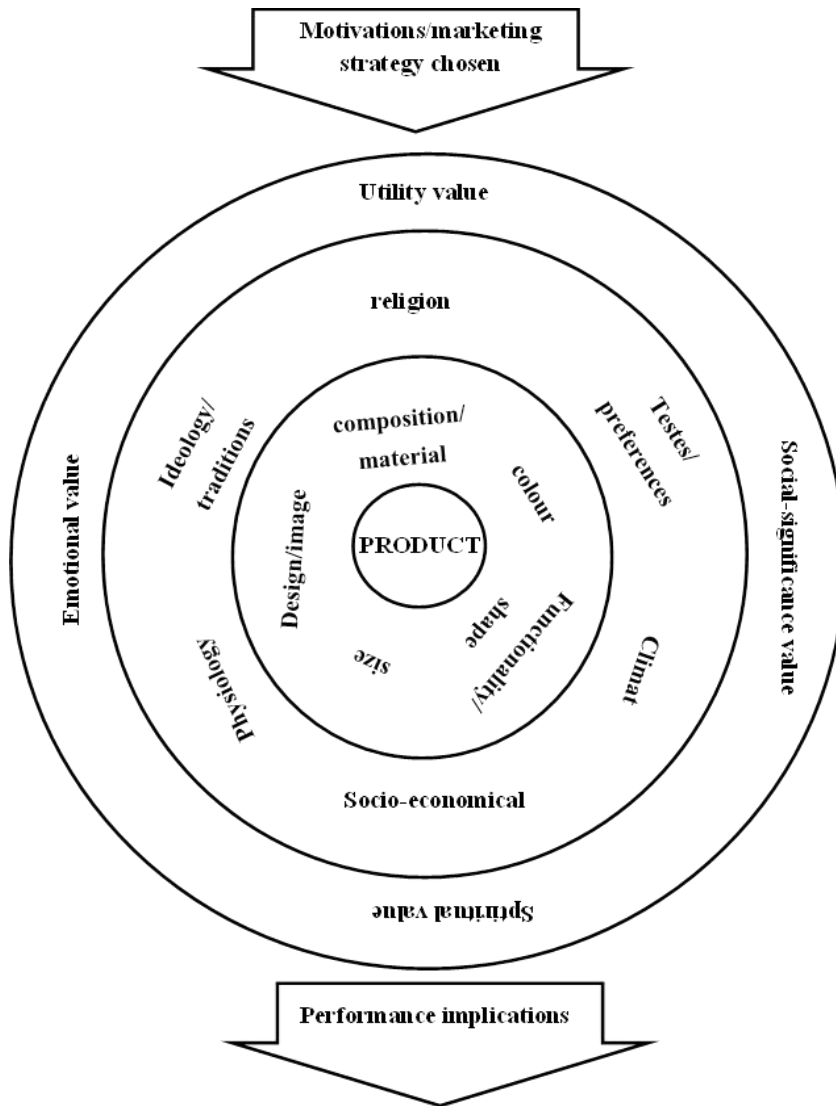 Motivations/marketing
strategy chosen
Utility value
religion
Ideology/
traditions
Testes/
preferences
composition/
material
colour
Emotional value
Design/image
PRODUCT
Social-significance value
Functionality/
shape
size
Physiology
Climat
Socio-economical
Sptiritual value
Performance implications